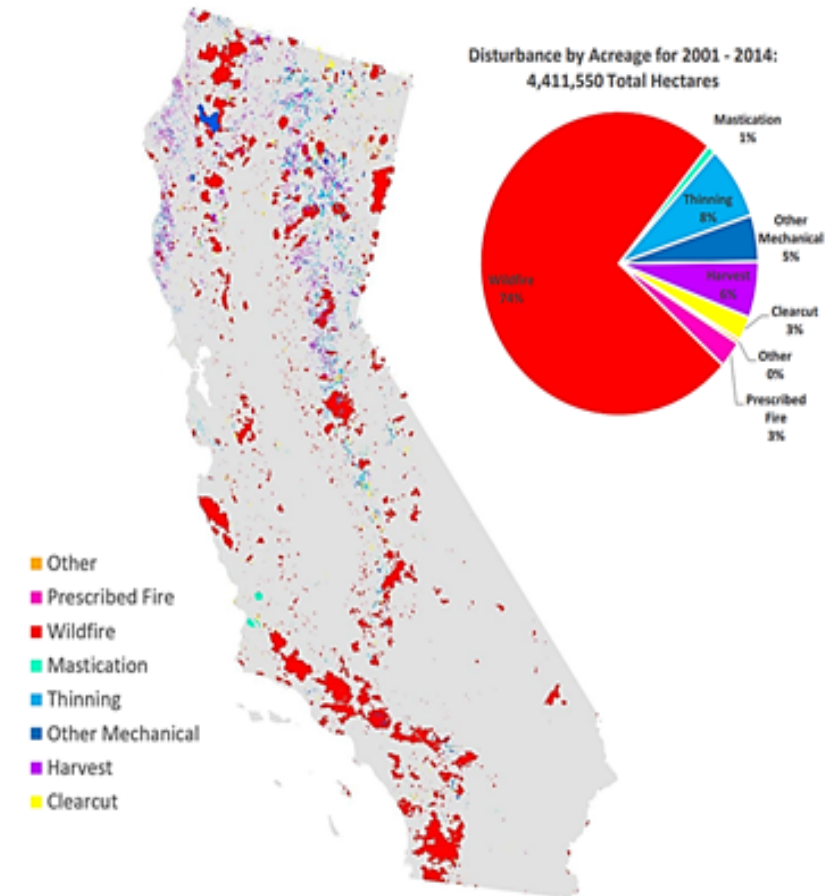 Disturbance by Acreage for 2001 - 2014:
4,411,550 Total Hectares
Mastication
1%
Thinning
8%
Other
Mechanical
5%
Wildfire
74%
Harvest
6%
Clearcut
3%
Other
0%
Prescribed
Fire
3%
Other
Prescribed Fire
Wildfire
Mastication
Thinning
Other Mechanical
Harvest
Clearcut